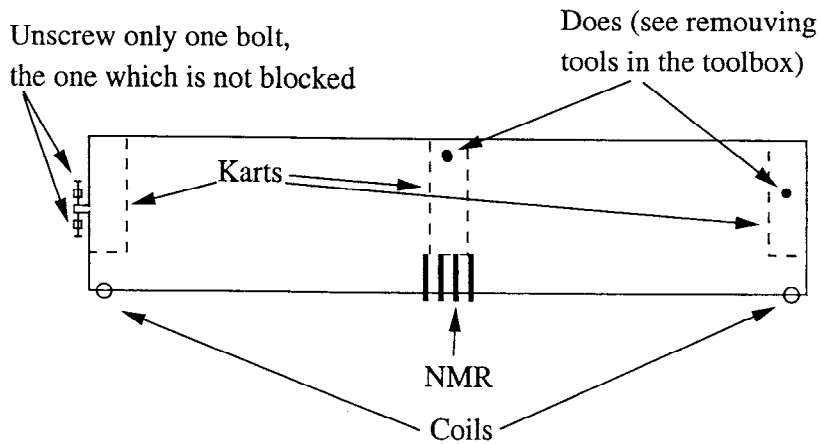 Unscrew only one bolt,
the one which is not blocked
Does (see remouving
tools in the toolbox)
Karts
NMR
Coils